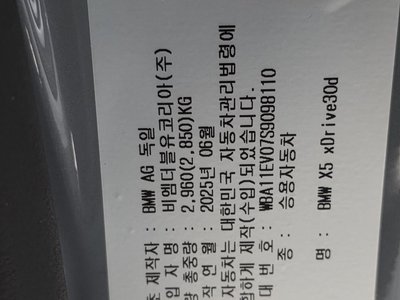 초 제작자 : BMW AG 독일
입 자 명 : 비엠더블유코리아(주)
량 총중량 : 2,960(2,850)KG
작 연 월 : 2025년 06월
자동차는 대한민국 자동차관리법령에
합하게 제작(수입)되었습니다.
대 번 호 : WBA11EV07S9098110
종 : 승용자동차
명 : BMW X5 xDrive30d